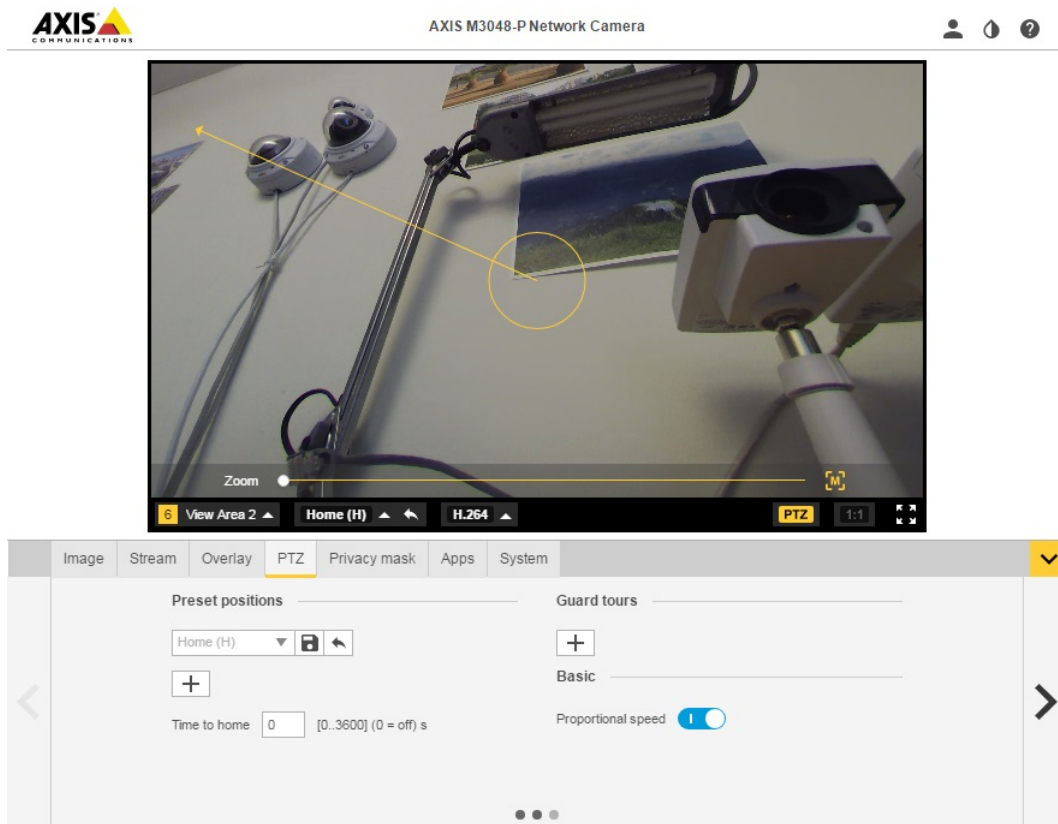 AXIS
COMMUNICATIONS
AXIS M3048-P Network Camera
Zoom
M
6 View Area 2 Home (H) H.264 PTZ 1:1
Image Stream Overlay PTZ Privacy mask Apps System
Preset positions
Home (H)
Time to home 0 [0..3600] (0 = off) s
Guard tours
Basic
Proportional speed